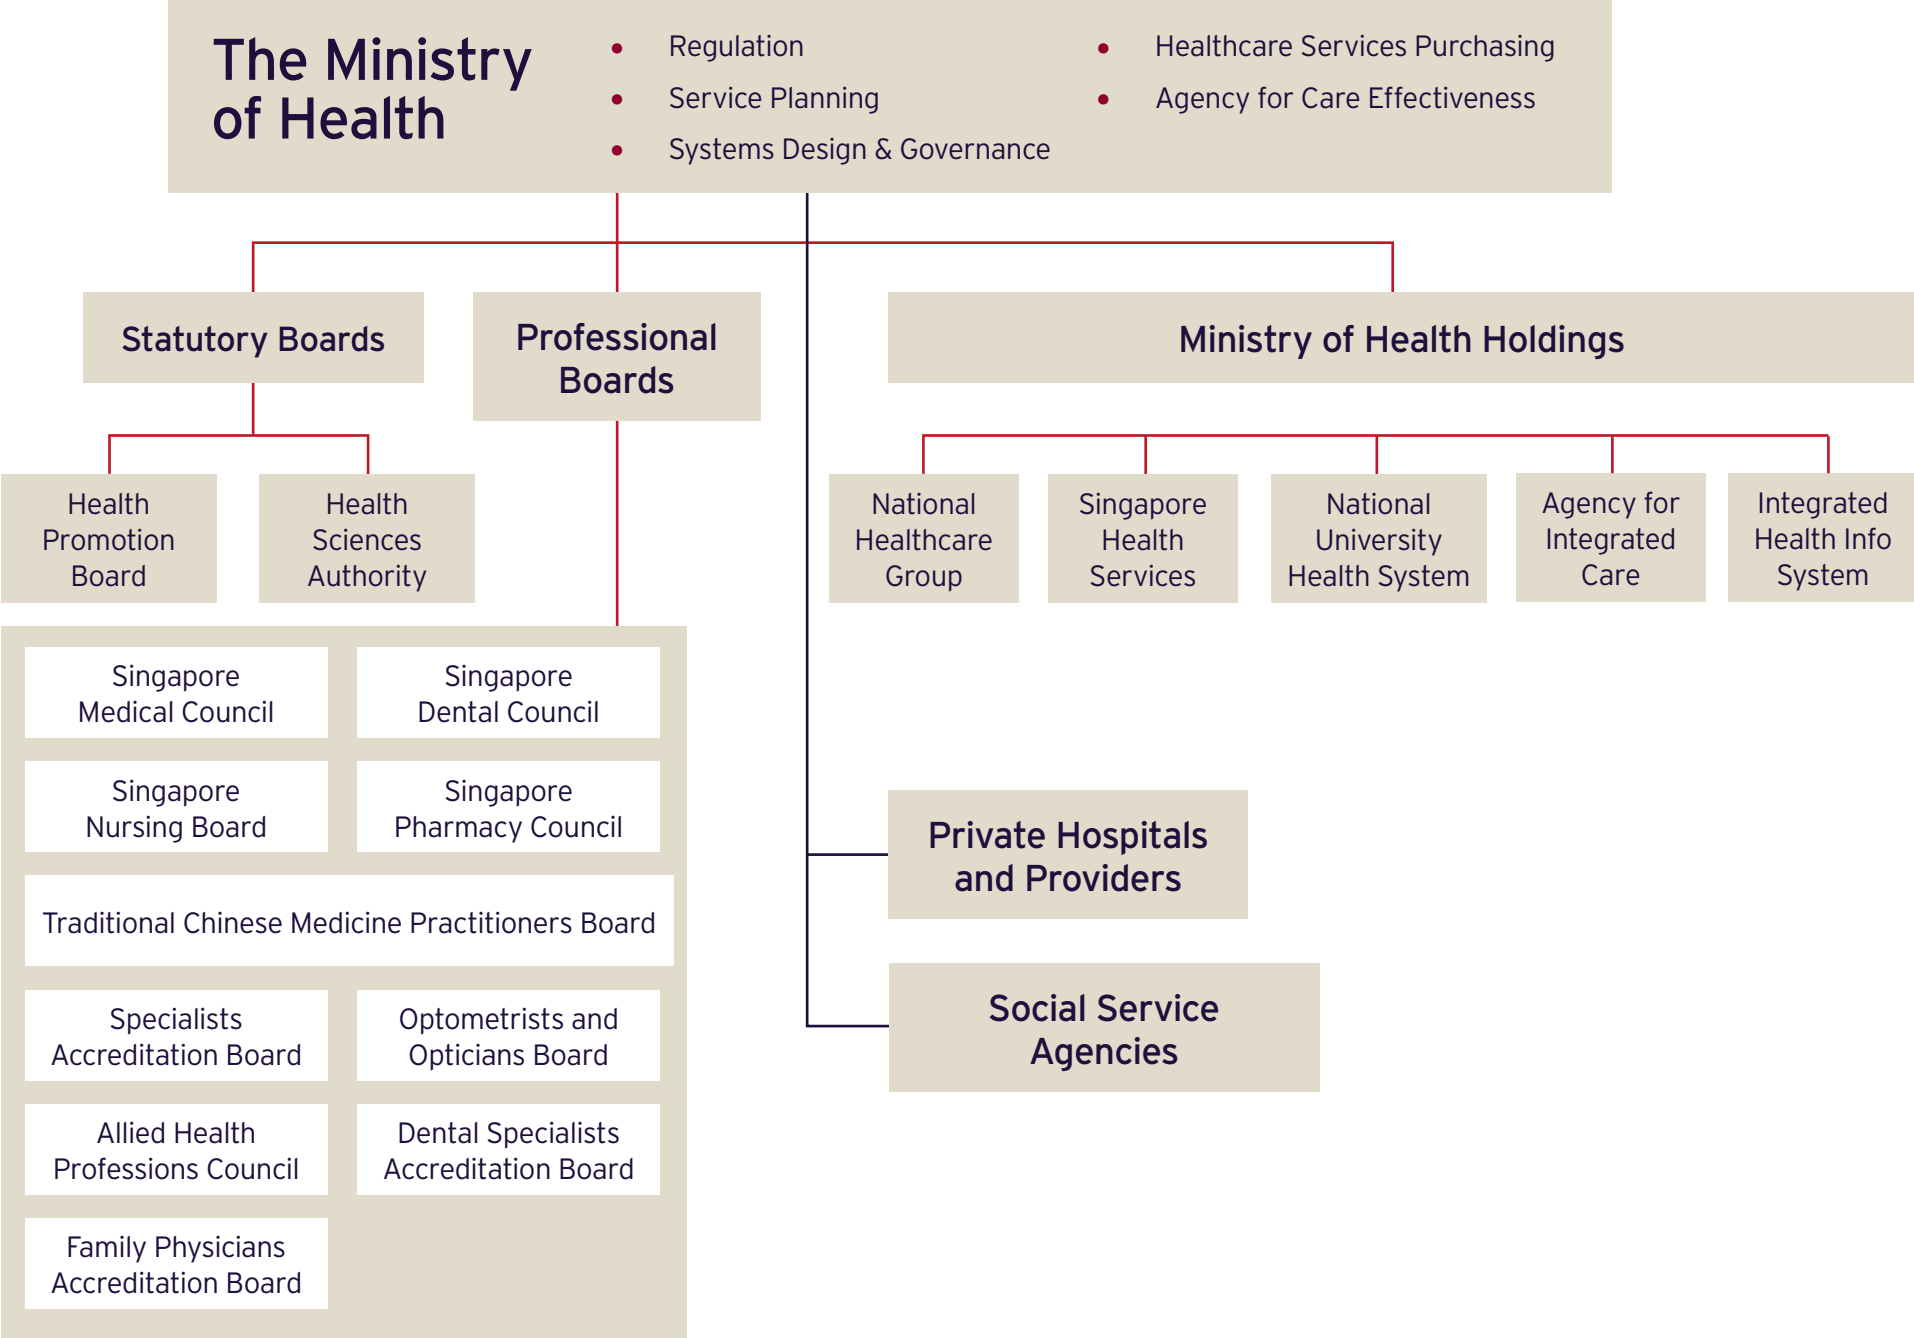 The Ministry
of Health
Regulation
Service Planning
Systems Design & Governance
Healthcare Services Purchasing
Agency for Care Effectiveness
Statutory Boards
Professional
Boards
Ministry of Health Holdings
Health
Promotion
Board
Health
Sciences
Authority
National
Healthcare
Group
Singapore
Health
Services
National
University
Health System
Agency for
Integrated
Care
Integrated
Health Info
System
Singapore
Medical Council
Singapore
Dental Council
Singapore
Nursing Board
Singapore
Pharmacy Council
Traditional Chinese Medicine Practitioners Board
Specialists
Accreditation Board
Optometrists and
Opticians Board
Allied Health
Professions Council
Dental Specialists
Accreditation Board
Family Physicians
Accreditation Board
Private Hospitals
and Providers
Social Service
Agencies